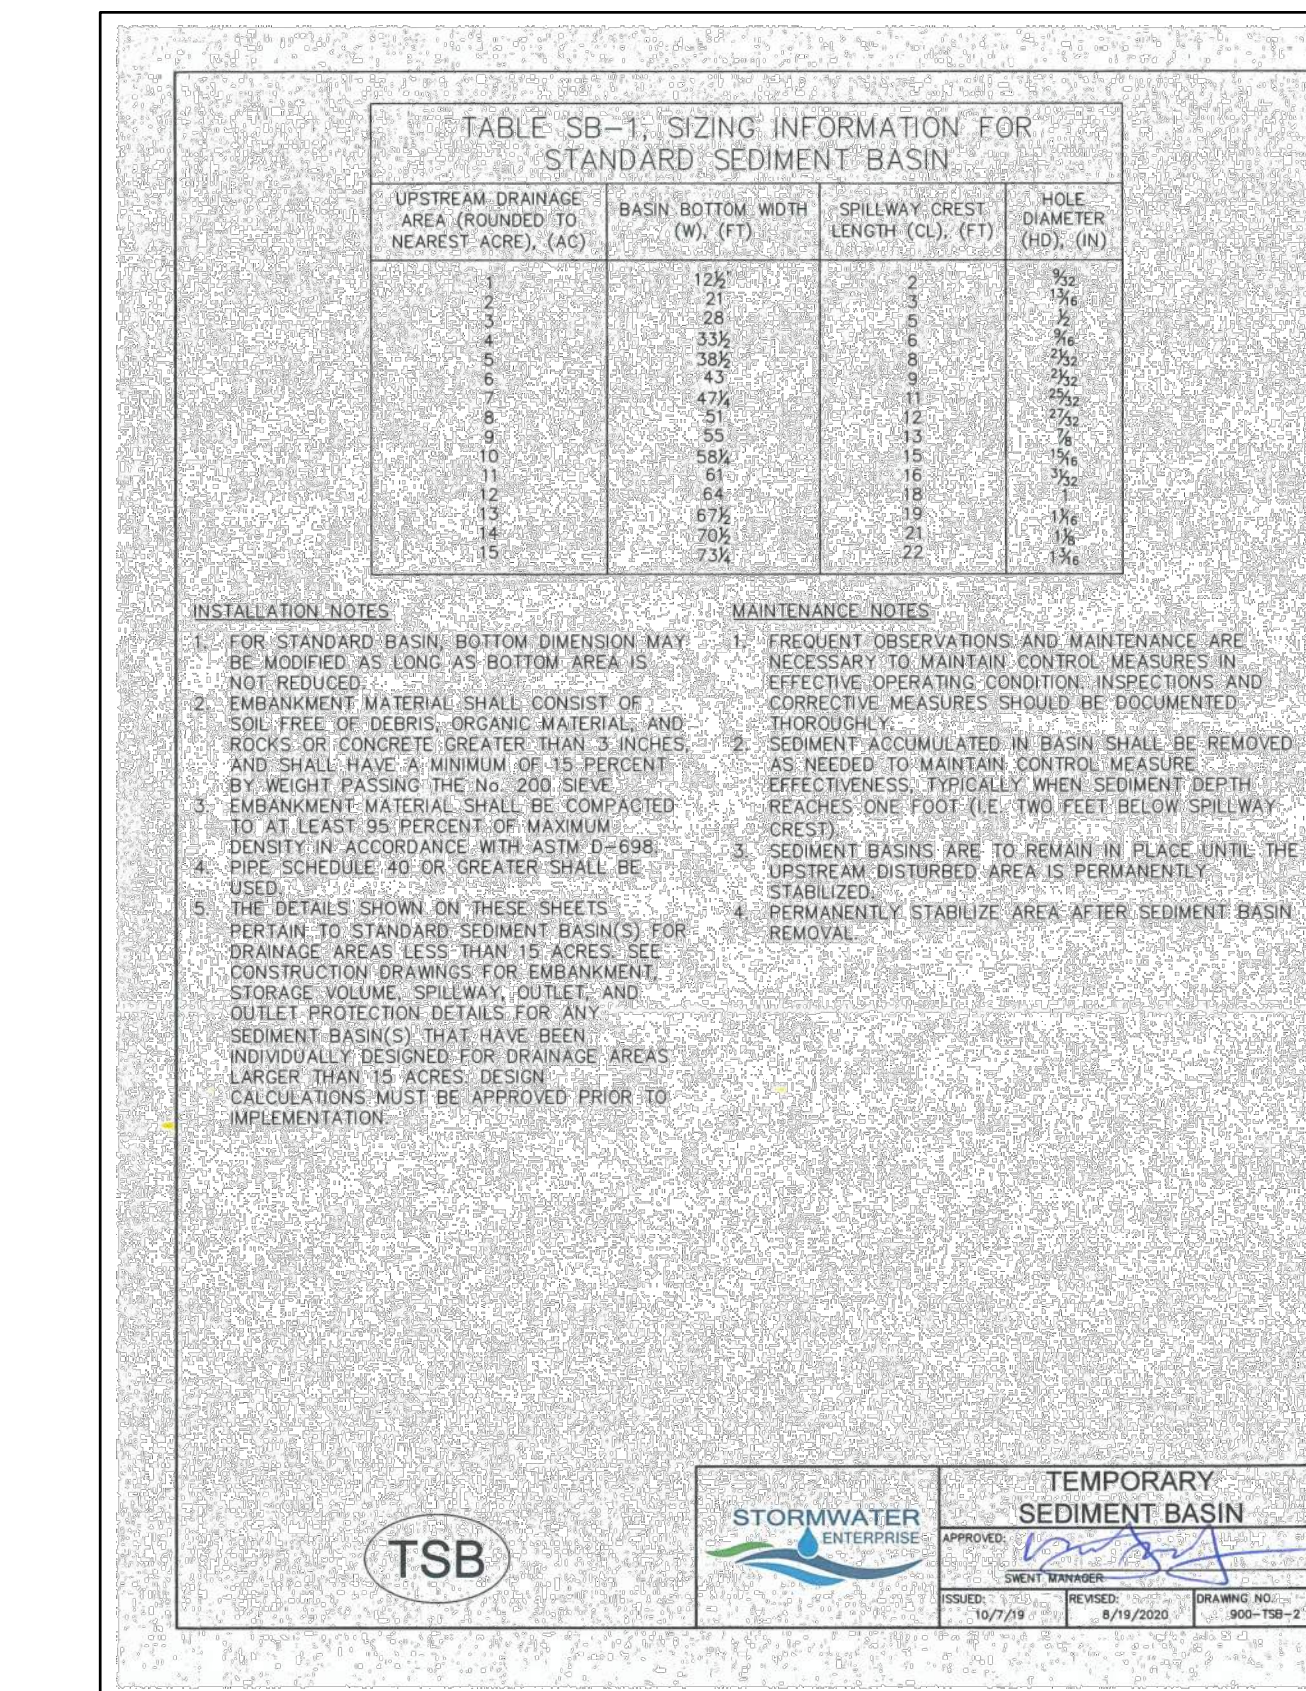 TABLE SB-1, SIZING INFORMATION FOR
STANDARD SEDIMENT BASIN
UPSTREAM DRAINAGE
AREA (ROUNDED TO
NEAREST ACRE), (AC)
BASIN BOTTOM WIDTH
(W), (FT)
SPILLWAY CREST
LENGTH (CL), (FT)
HOLE
DIAMETER
(HD), (IN)
1 12½" 2 9/32
2 21 3 13/16
3 28 5 ½
4 33½ 6 9/16
5 38½ 8 21/32
6 43 9 21/32
7 47¼ 11 25/32
8 51 12 27/32
9 55 13 7/8
10 58¼ 15 15/16
11 61 16 31/32
12 64 18 1
13 67½ 19 1 1/16
14 70½ 21 1 1/8
15 73¼ 22 1 3/16
INSTALLATION NOTES
1. FOR STANDARD BASIN, BOTTOM DIMENSION MAY
BE MODIFIED AS LONG AS BOTTOM AREA IS
NOT REDUCED.
2. EMBANKMENT MATERIAL SHALL CONSIST OF
SOIL FREE OF DEBRIS, ORGANIC MATERIAL, AND
ROCKS OR CONCRETE GREATER THAN 3 INCHES,
AND SHALL HAVE A MINIMUM OF 15 PERCENT
BY WEIGHT PASSING THE No. 200 SIEVE.
3. EMBANKMENT MATERIAL SHALL BE COMPACTED
TO AT LEAST 95 PERCENT OF MAXIMUM
DENSITY IN ACCORDANCE WITH ASTM D-698.
4. PIPE SCHEDULE 40 OR GREATER SHALL BE
USED.
5. THE DETAILS SHOWN ON THESE SHEETS
PERTAIN TO STANDARD SEDIMENT BASIN(S) FOR
DRAINAGE AREAS LESS THAN 15 ACRES. SEE
CONSTRUCTION DRAWINGS FOR EMBANKMENT,
STORAGE VOLUME, SPILLWAY, OUTLET, AND
OUTLET PROTECTION DETAILS FOR ANY
SEDIMENT BASIN(S) THAT HAVE BEEN
INDIVIDUALLY DESIGNED FOR DRAINAGE AREAS
LARGER THAN 15 ACRES. DESIGN
CALCULATIONS MUST BE APPROVED PRIOR TO
IMPLEMENTATION.
MAINTENANCE NOTES
1. FREQUENT OBSERVATIONS AND MAINTENANCE ARE
NECESSARY TO MAINTAIN CONTROL MEASURES IN
EFFECTIVE OPERATING CONDITION. INSPECTIONS AND
CORRECTIVE MEASURES SHOULD BE DOCUMENTED
THOROUGHLY.
2. SEDIMENT ACCUMULATED IN BASIN SHALL BE REMOVED
AS NEEDED TO MAINTAIN CONTROL MEASURE
EFFECTIVENESS, TYPICALLY WHEN SEDIMENT DEPTH
REACHES ONE FOOT (I.E. TWO FEET BELOW SPILLWAY
CREST).
3. SEDIMENT BASINS ARE TO REMAIN IN PLACE UNTIL THE
UPSTREAM DISTURBED AREA IS PERMANENTLY
STABILIZED.
4. PERMANENTLY STABILIZE AREA AFTER SEDIMENT BASIN
REMOVAL.
TSB
STORMWATER
ENTERPRISE
TEMPORARY
SEDIMENT BASIN
APPROVED:
SWENT MANAGER
ISSUED:
10/7/19
REVISED:
8/19/2020
DRAWING NO.
900-TSB-2